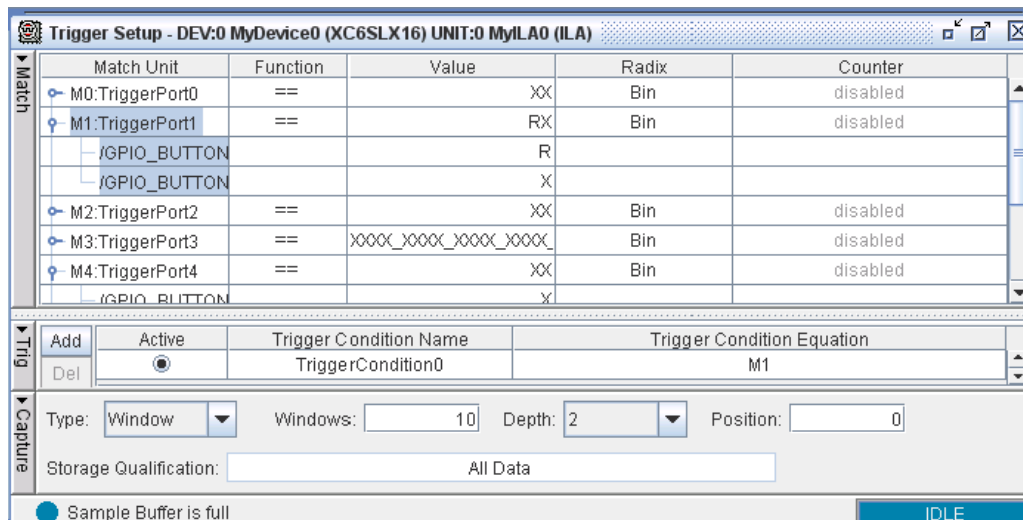 Trigger Setup - DEV:0 MyDevice0 (XC6SLX16) UNIT:0 MyILA0 (ILA)
Match
Match Unit Function Value Radix Counter
M0:TriggerPort0 == XX Bin disabled
M1:TriggerPort1 == RX Bin disabled
/GPIO_BUTTON R
/GPIO_BUTTON X
M2:TriggerPort2 == XX Bin disabled
M3:TriggerPort3 == XXXX_XXXX_XXXX_XXXX_ Bin disabled
M4:TriggerPort4 == XX Bin disabled
/GPIO_BUTTON X
Trig
Add Active Trigger Condition Name Trigger Condition Equation
Del TriggerCondition0 M1
Capture
Type: Window Windows: 10 Depth: 2 Position: 0
Storage Qualification: All Data
Sample Buffer is full IDLE